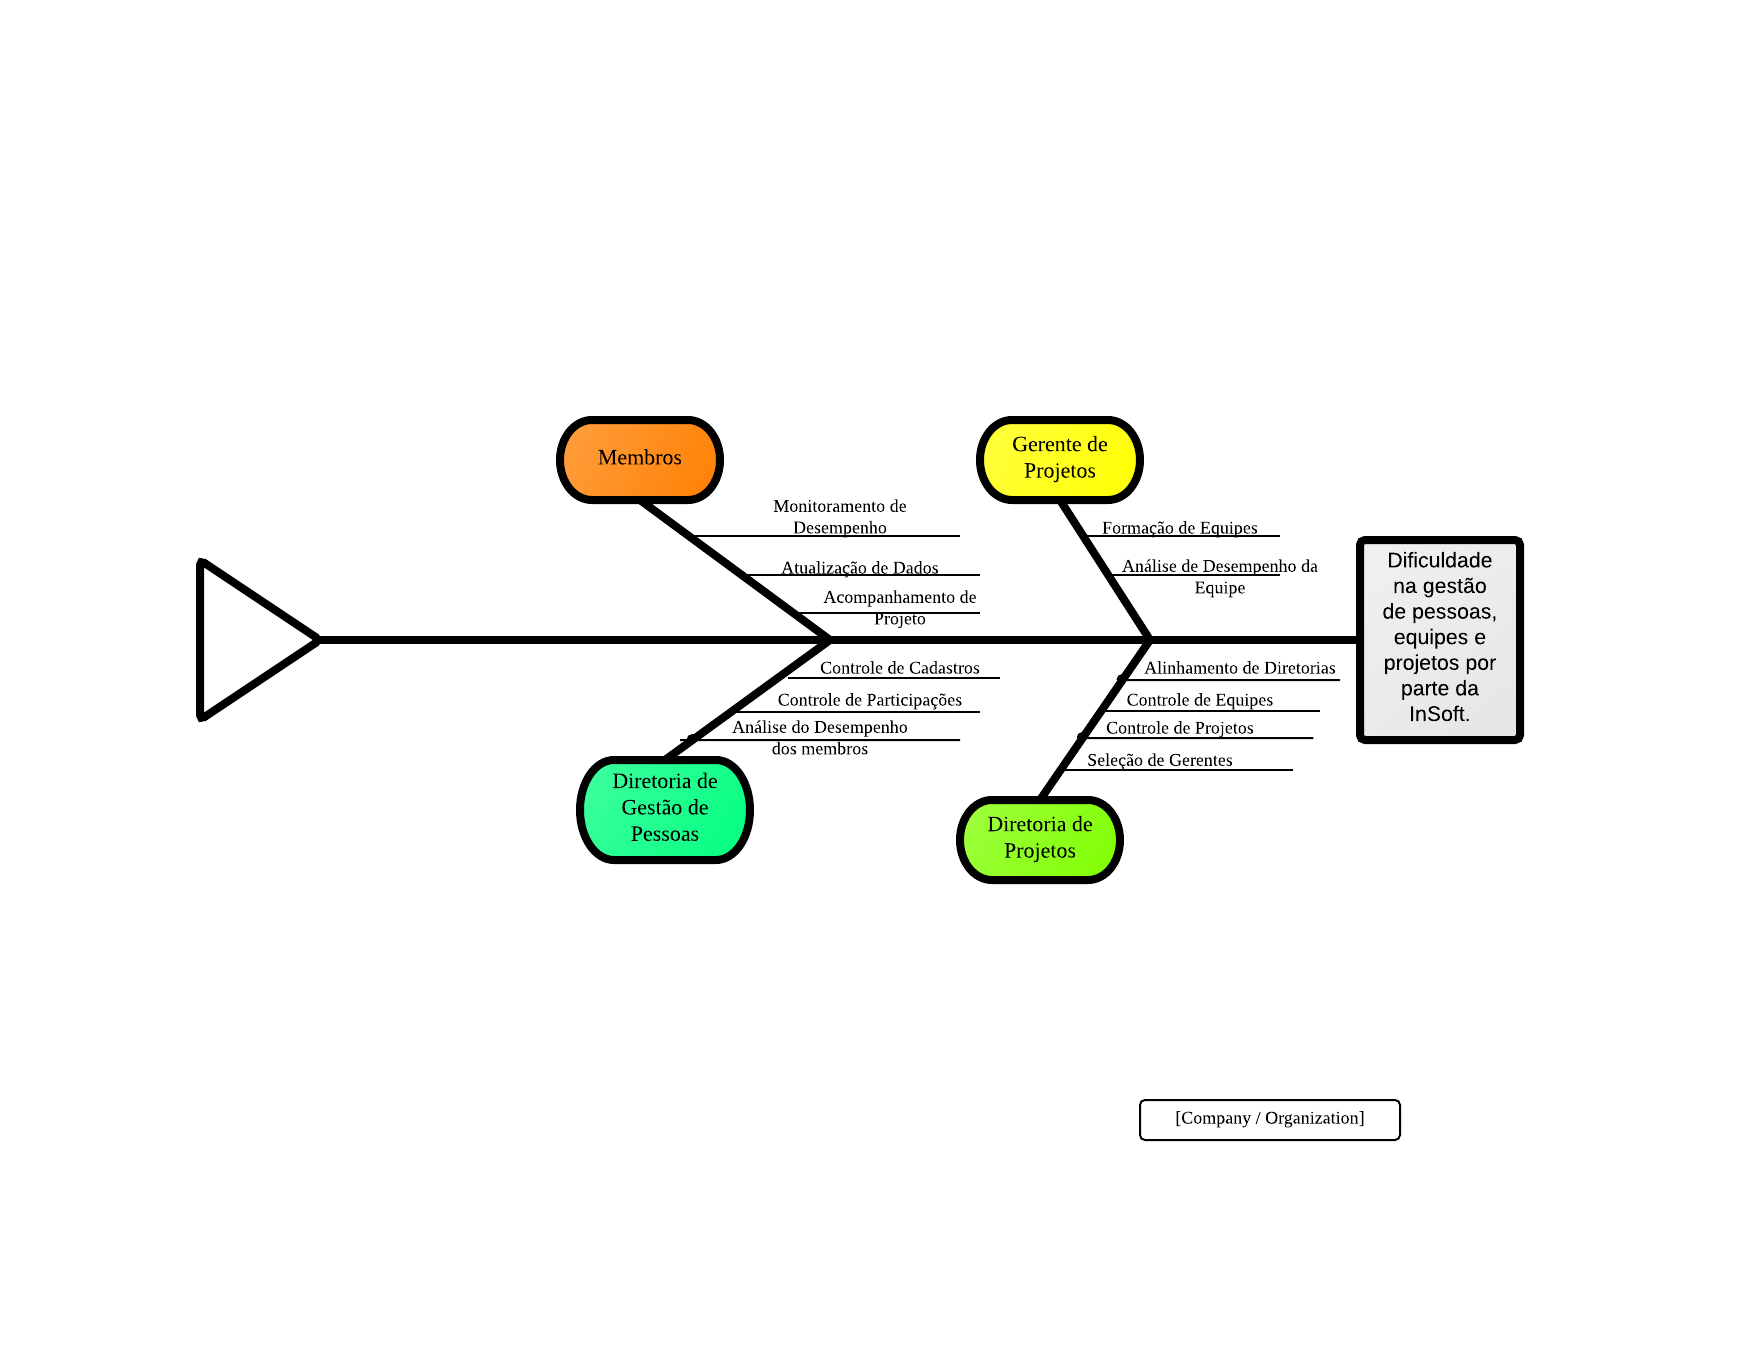 Membros
Gerente de
Projetos
Monitoramento de
Desempenho
Atualização de Dados
Acompanhamento de
Projeto
Formação de Equipes
Análise de Desempenho da
Equipe
Dificuldade
na gestão
de pessoas,
equipes e
projetos por
parte da
InSoft.
Controle de Cadastros
Controle de Participações
Análise do Desempenho
dos membros
Alinhamento de Diretorias
Controle de Equipes
Controle de Projetos
Seleção de Gerentes
Diretoria de
Gestão de
Pessoas
Diretoria de
Projetos
[Company / Organization]